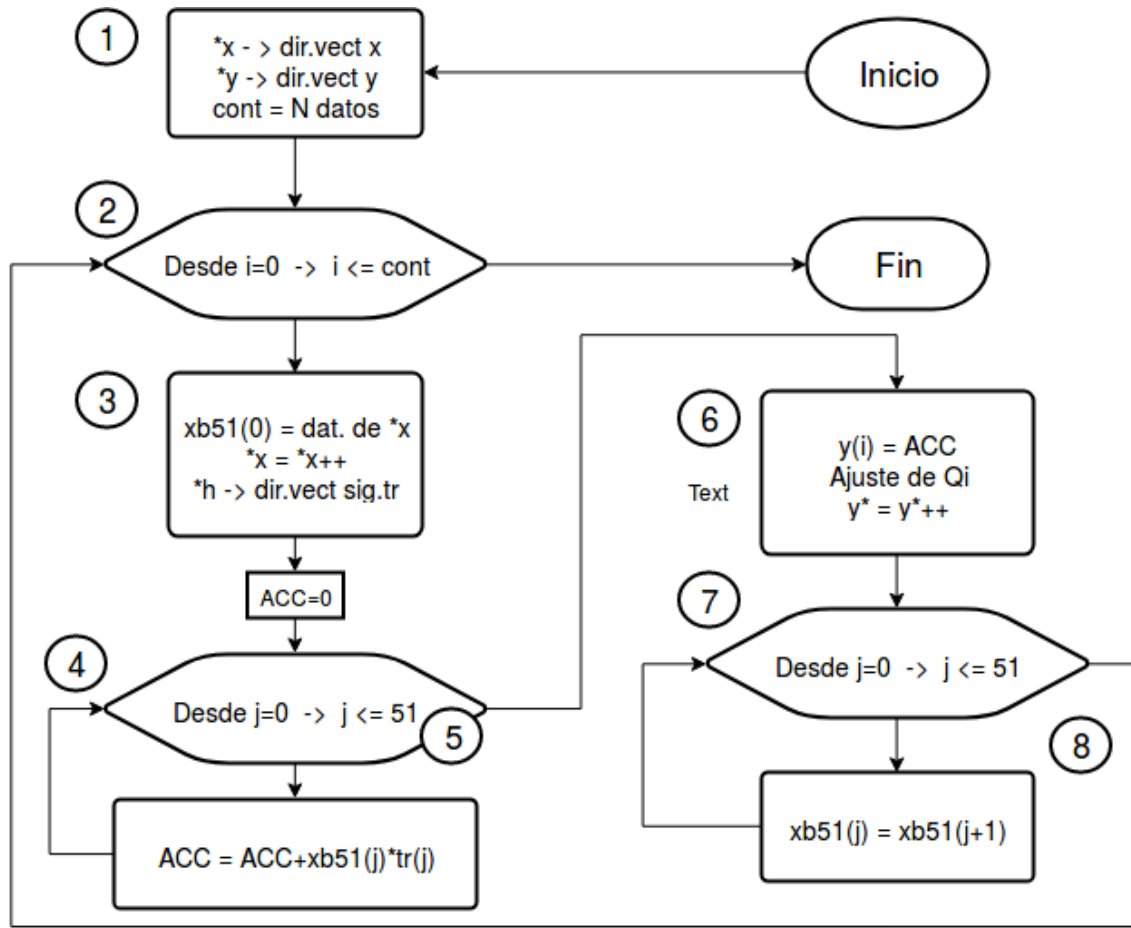 1
*x - > dir.vect x
*y -> dir.vect y
cont = N datos
Inicio
2
Desde i=0 -> i <= cont
Fin
3
xb51(0) = dat. de *x
*x = *x++
*h -> dir.vect sig.tr
ACC=0
4
Desde j=0 -> j <= 51
5
ACC = ACC+xb51(j)*tr(j)
6
y(i) = ACC
Ajuste de Qi
y* = y*++
Text
7
Desde j=0 -> j <= 51
8
xb51(j) = xb51(j+1)